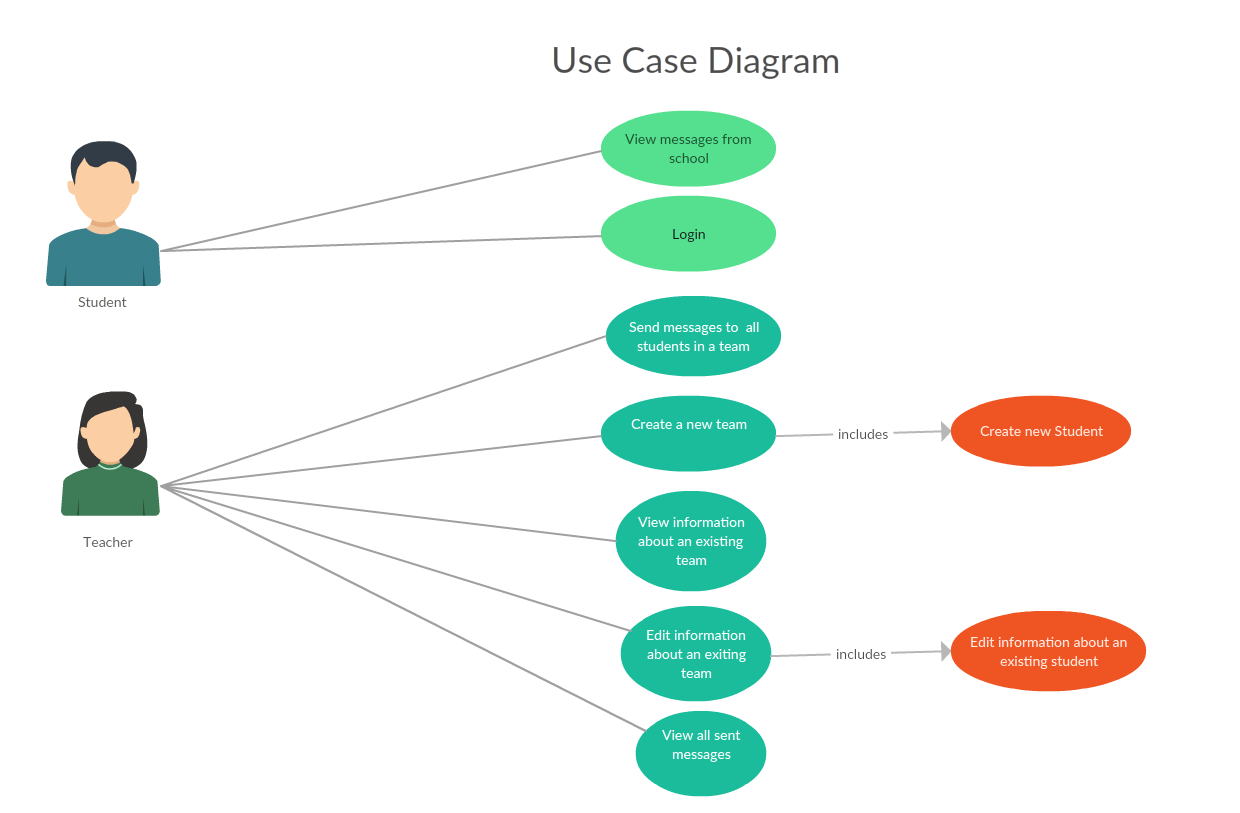 Use Case Diagram
View messages from
school
Login
Student
Send messages to  all
students in a team
Create a new team
includes
Create new Student
Teacher
View information
about an existing
team
Edit information
about an exiting
team
includes
Edit information about an
existing student
View all sent
messages